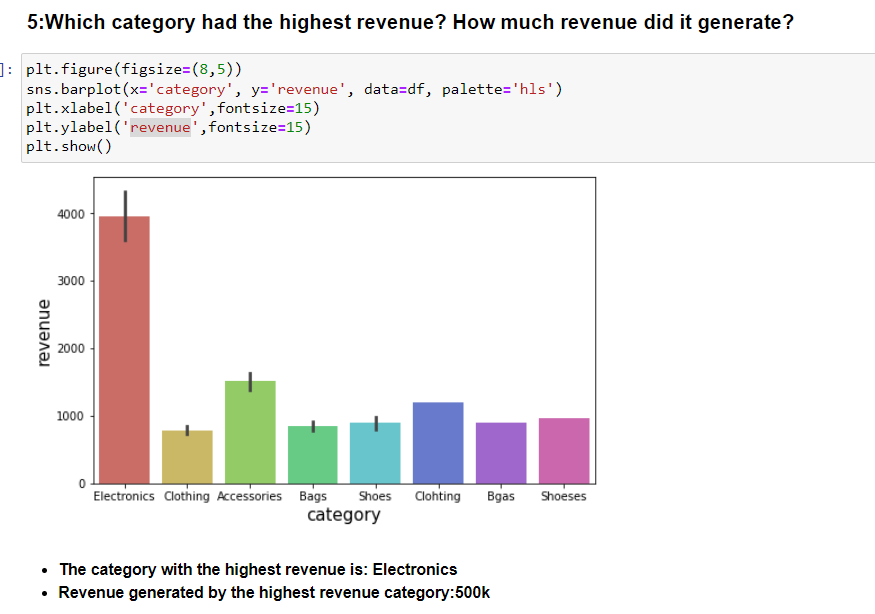 5:Which category had the highest revenue? How much revenue did it generate?
]: plt.figure(figsize=(8,5))
sns.barplot(x='category', y='revenue', data=df, palette='hls')
plt.xlabel('category',fontsize=15)
plt.ylabel('revenue',fontsize=15)
plt.show()
4000
3000
2000
1000
0
revenue
Electronics Clothing Accessories Bags Shoes Clohting Bgas Shoeses
category
• The category with the highest revenue is: Electronics
• Revenue generated by the highest revenue category:500k